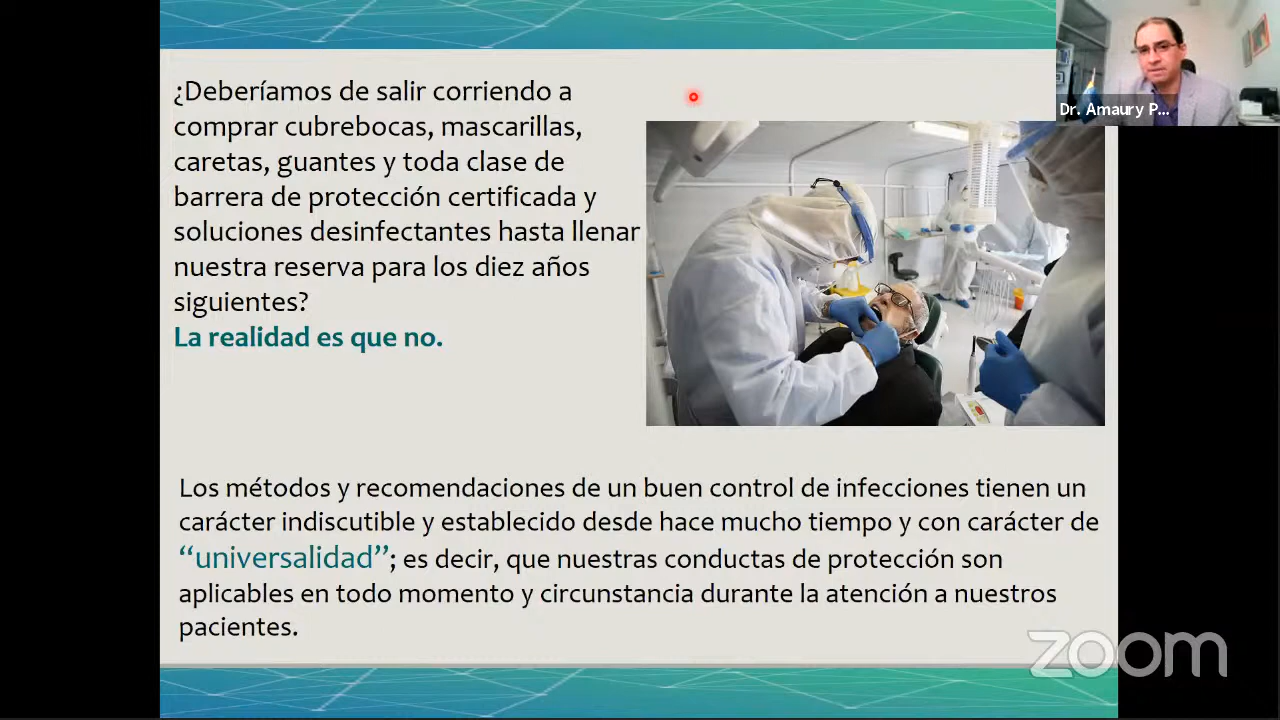 ¿Deberíamos de salir corriendo a
comprar cubrebocas, mascarillas,
caretas, guantes y toda clase de
barrera de protección certificada y
soluciones desinfectantes hasta llenar
nuestra reserva para los diez años
siguientes?
La realidad es que no.
Dr. Amaury P...
Los métodos y recomendaciones de un buen control de infecciones tienen un
carácter indiscutible y establecido desde hace mucho tiempo y con carácter de
“universalidad”; es decir, que nuestras conductas de protección son
aplicables en todo momento y circunstancia durante la atención a nuestros
pacientes.
zoom